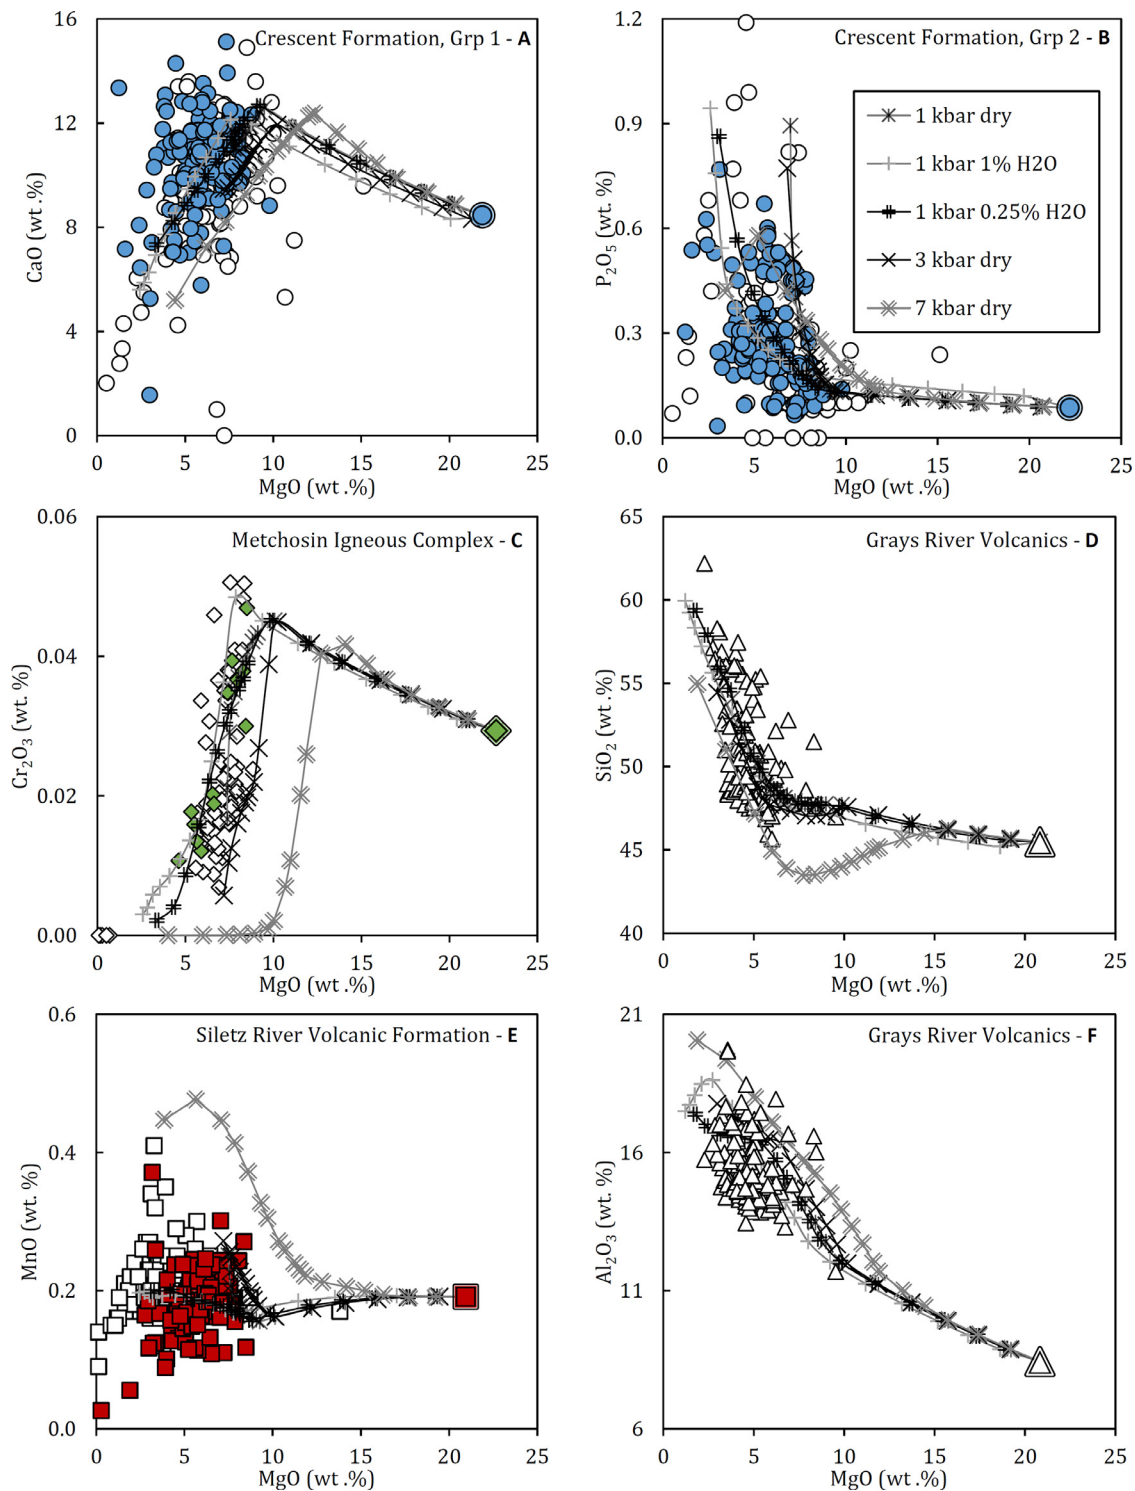 Crescent Formation, Grp 1 - A
16
12
8
4
0
CaO (wt .%)
0 5 10 15 20 25
MgO (wt .%)
Crescent Formation, Grp 2 - B
1.2
0.9
0.6
0.3
0.0
P2O5 (wt. %)
1 kbar dry
1 kbar 1% H2O
1 kbar 0.25% H2O
3 kbar dry
7 kbar dry
0 5 10 15 20 25
MgO (wt .%)
Metchosin Igneous Complex - C
0.06
0.04
0.02
0.00
Cr2O3 (wt .%)
0 5 10 15 20 25
MgO (wt .%)
Grays River Volcanics - D
65
60
55
50
45
40
SiO2 (wt .%)
0 5 10 15 20 25
MgO (wt .%)
Siletz River Volcanic Formation - E
0.6
0.4
0.2
0.0
MnO (wt. %)
0 5 10 15 20 25
MgO (wt .%)
Grays River Volcanics - F
21
16
11
6
Al2O3 (wt. %)
0 5 10 15 20 25
MgO (wt .%)